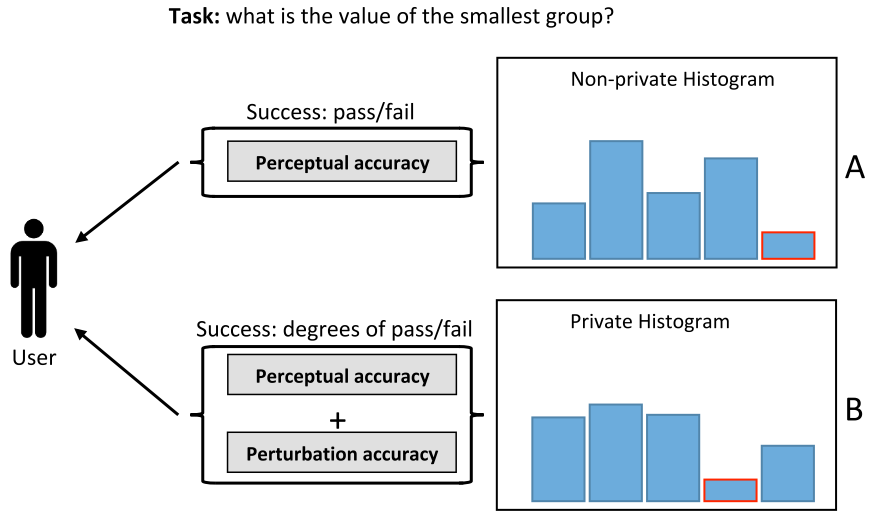 Task: what is the value of the smallest group?
Success: pass/fail
Perceptual accuracy
Non-private Histogram
A
User
Success: degrees of pass/fail
Perceptual accuracy
+
Perturbation accuracy
Private Histogram
B